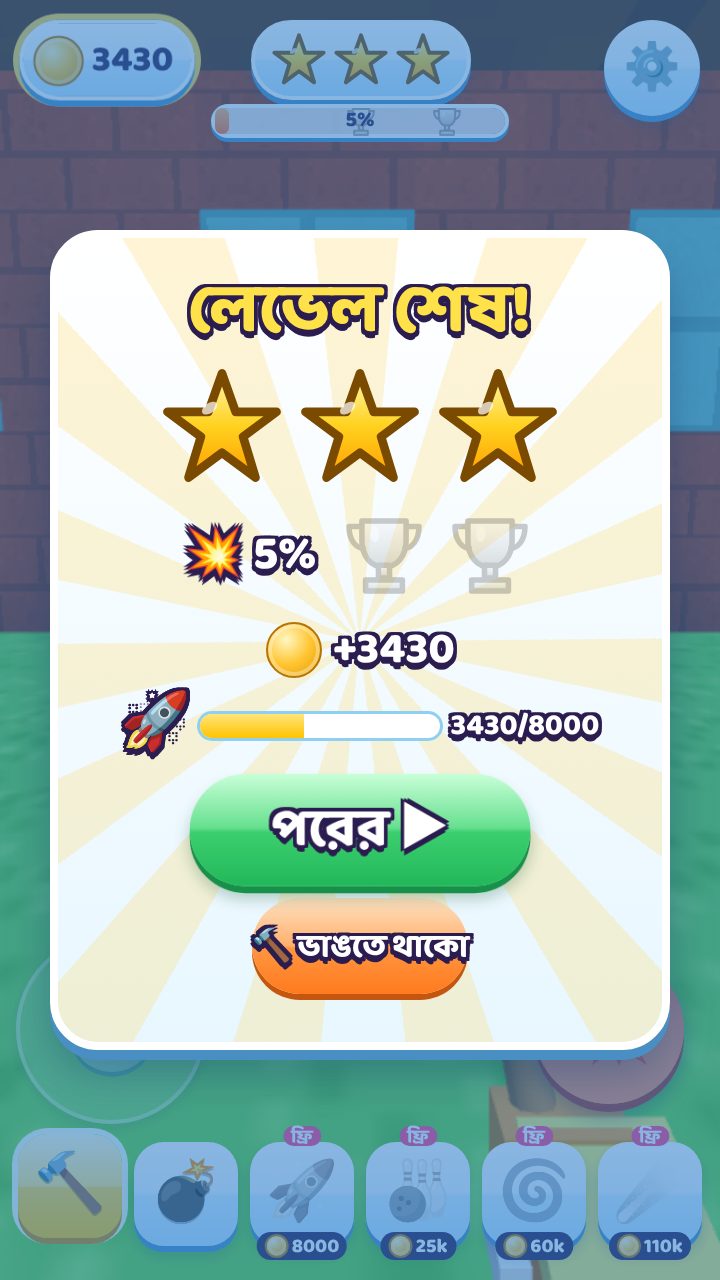 3430
5%
লেভেল শেষ!
5%
+3430
3430/8000
পরের
ভাঙতে থাকো
ফ্রি ফ্রি ফ্রি ফ্রি
8000 25k 60k 110k